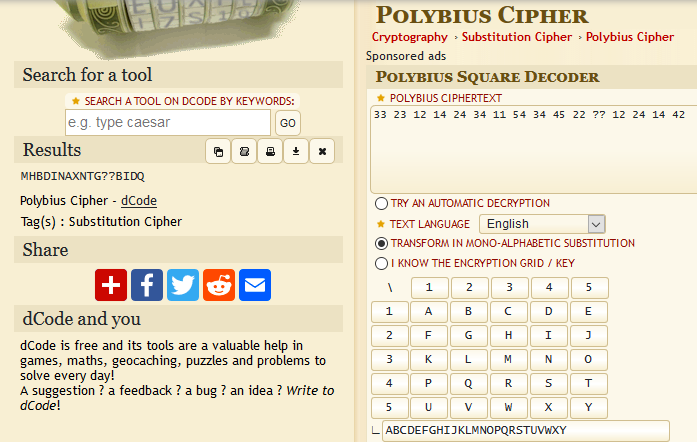 Search for a tool
★ SEARCH A TOOL ON DCODE BY KEYWORDS:
e.g. type caesar GO
Results
MHBDINAXNTG??BIDQ
Polybius Cipher - dCode
Tag(s) : Substitution Cipher
Share
dCode and you
dCode is free and its tools are a valuable help in
games, maths, geocaching, puzzles and problems to
solve every day!
A suggestion ? a feedback ? a bug ? an idea ? Write to
dCode!
POLYBIUS CIPHER
Cryptography › Substitution Cipher › Polybius Cipher
Sponsored ads
POLYBIUS SQUARE DECODER
★ POLYBIUS CIPHERTEXT
33 23 12 14 24 34 11 54 34 45 22 ?? 12 24 14 42
TRY AN AUTOMATIC DECRYPTION
★ TEXT LANGUAGE English
TRANSFORM IN MONO-ALPHABETIC SUBSTITUTION
I KNOW THE ENCRYPTION GRID / KEY
\ 1 2 3 4 5
1 A B C D E
2 F G H I J
3 K L M N O
4 P Q R S T
5 U V W X Y
ABCDEFGHIJKLMNOPQRSTUVWXY